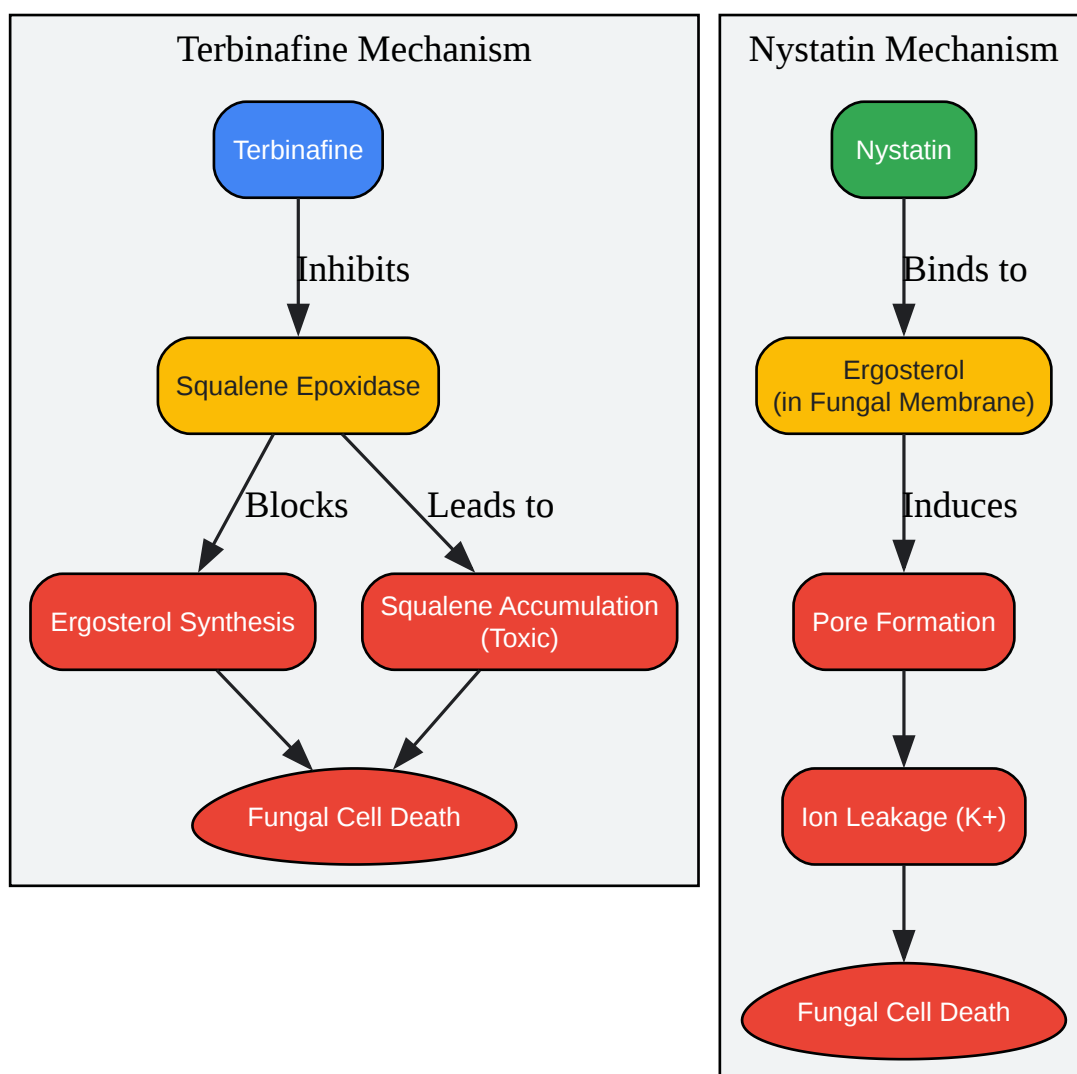 Terbinafine Mechanism
Terbinafine
Inhibits
Squalene Epoxidase
Blocks
Leads to
Ergosterol Synthesis
Squalene Accumulation
(Toxic)
Fungal Cell Death
Nystatin Mechanism
Nystatin
Binds to
Ergosterol
(in Fungal Membrane)
Induces
Pore Formation
Ion Leakage (K+)
Fungal Cell Death